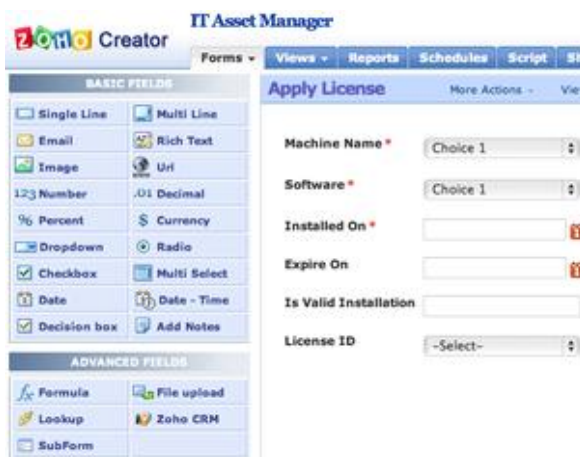 IT Asset Manager
ZOHO Creator
Forms Views Reports Schedules Script
BASIC FIELDS
Single Line Multi Line
Email Rich Text
Image Url
123 Number .01 Decimal
% Percent $ Currency
Dropdown Radio
Checkbox Multi Select
Date Date - Time
Decision box Add Notes
ADVANCED FIELDS
fx Formula File upload
Lookup Zoho CRM
SubForm
Apply License More Actions - Vie
Machine Name * Choice 1
Software * Choice 1
Installed On *
Expire On
Is Valid Installation
License ID -Select-